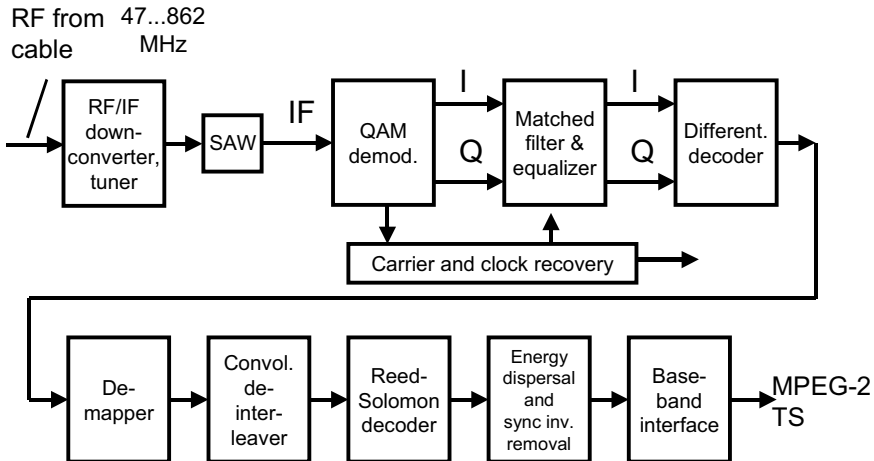 RF from
cable
47...862
MHz
RF/IF
down-
converter,
tuner
SAW
IF
QAM
demod.
I
Q
Matched
filter &
equalizer
I
Q
Different.
decoder
Carrier and clock recovery
De-
mapper
Convol.
de-
inter-
leaver
Reed-
Solomon
decoder
Energy
dispersal
and
sync inv.
removal
Base-
band
interface
MPEG-2
TS